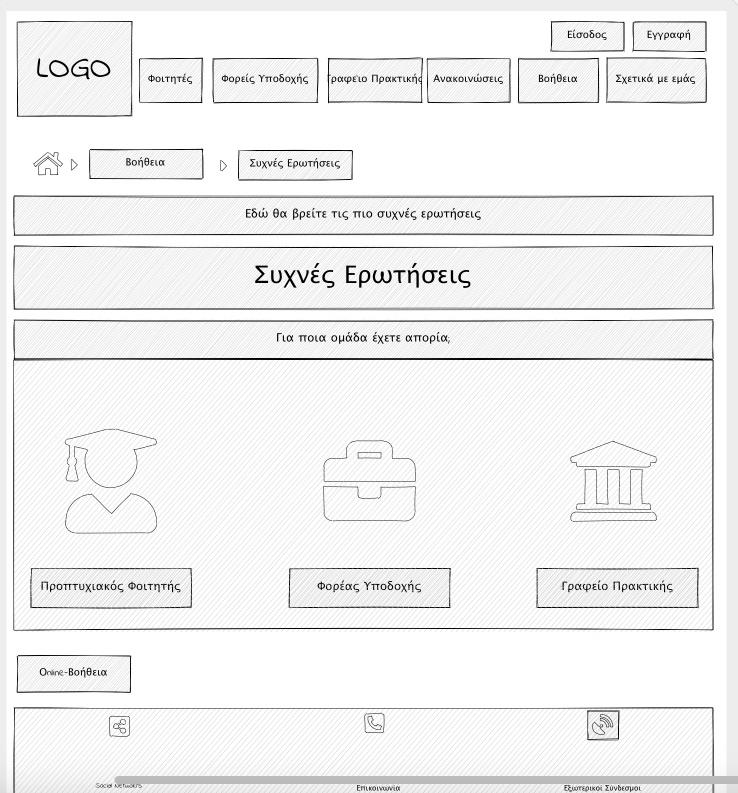 Είσοδος Εγγραφή
LOGO
Φοιτητές Φορείς Υποδοχής Γραφείο Πρακτικής Ανακοινώσεις Βοήθεια Σχετικά με εμάς
Βοήθεια Συχνές Ερωτήσεις
Εδώ θα βρείτε τις πιο συχνές ερωτήσεις
Συχνές Ερωτήσεις
Για ποια ομάδα έχετε απορία;
Προπτυχιακός Φοιτητής Φορέας Υποδοχής Γραφείο Πρακτικής
Online-Βοήθεια
Social Networks Επικοινωνία Εξωτερικοί Σύνδεσμοι